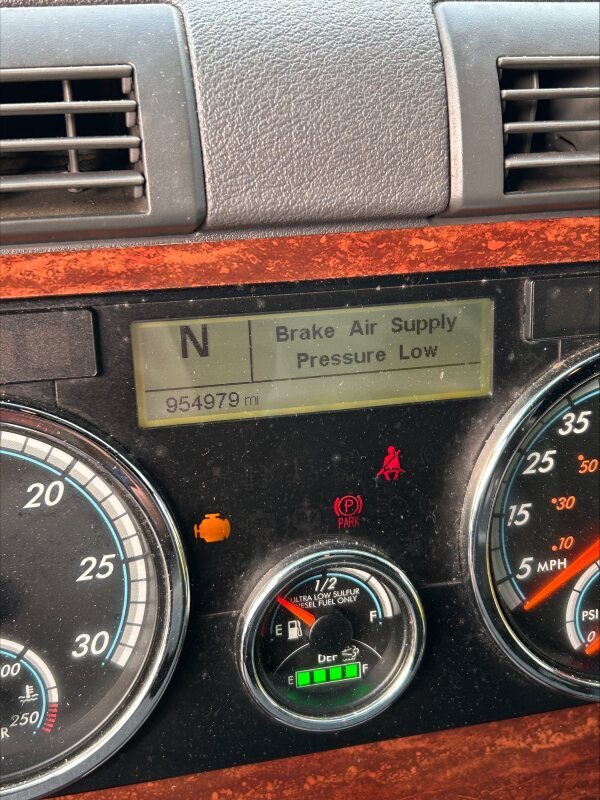 N
Brake Air Supply
Pressure Low
954979 mi
20
25
30
250
R
P
PARK
1/2
ULTRA LOW SULFUR
DIESEL FUEL ONLY
E
F
DEF
E
F
35
25
15
5 MPH
50
30
10
PSI
0